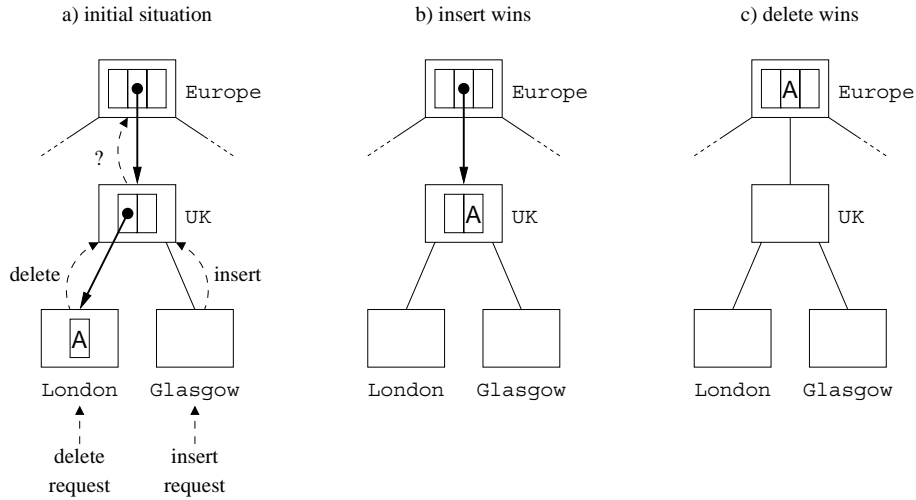 a) initial situation
b) insert wins
c) delete wins
Europe
A
Europe
Europe
?
UK
A
UK
UK
delete
insert
A
London
Glasgow
London
Glasgow
London
Glasgow
delete
request
insert
request